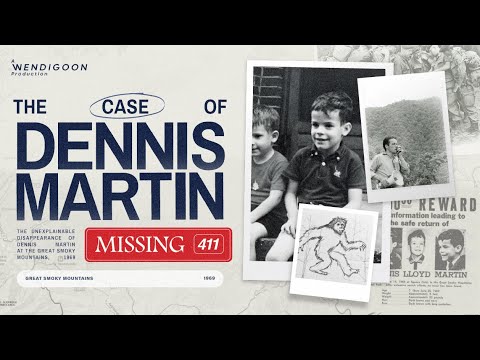 A
WENDIGOON
Production
THE CASE OF
DENNIS
MARTIN
THE UNEXPLAINABLE
DISAPPEARANCE OF
DENNIS MARTIN
AT THE GREAT SMOKY
MOUNTAINS, 1969
MISSING 411
GREAT SMOKY MOUNTAINS 1969
REWARD
information leading to
the safe return of
LLOYD MARTIN